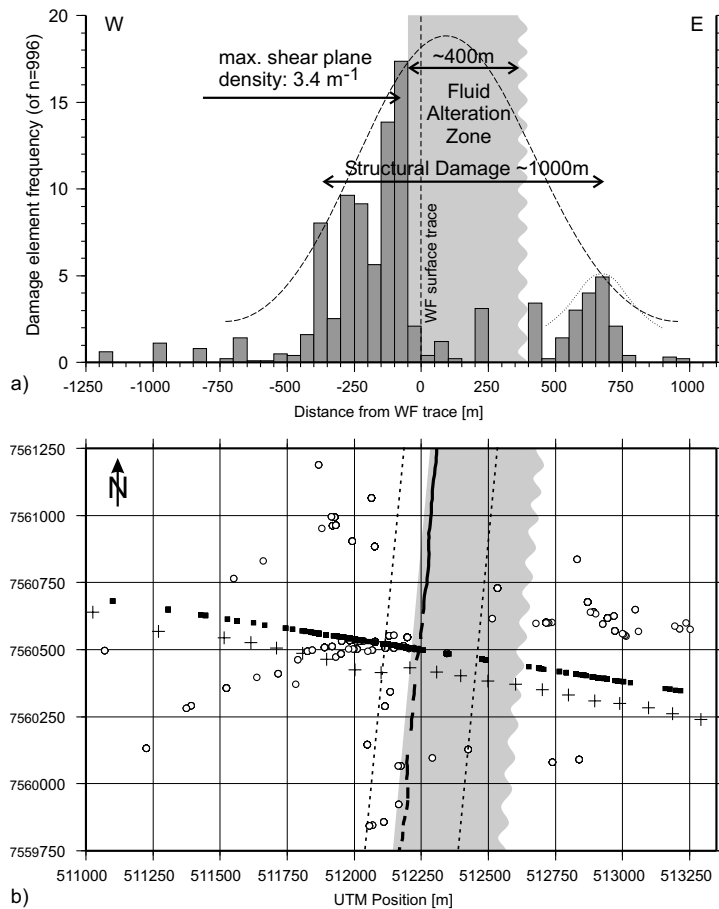 W
E
max. shear plane
density: 3.4 m-1
~400m
Fluid
Alteration
Zone
Structural Damage ~1000m
WF surface trace
Damage element frequency (of n=996)
20
15
10
5
0
-1250 -1000 -750 -500 -250 0 250 500 750 1000
Distance from WF trace [m]
a)
N
7561250
7561000
7560750
7560500
7560250
7560000
7559750
511000 511250 511500 511750 512000 512250 512500 512750 513000 513250
UTM Position [m]
b)